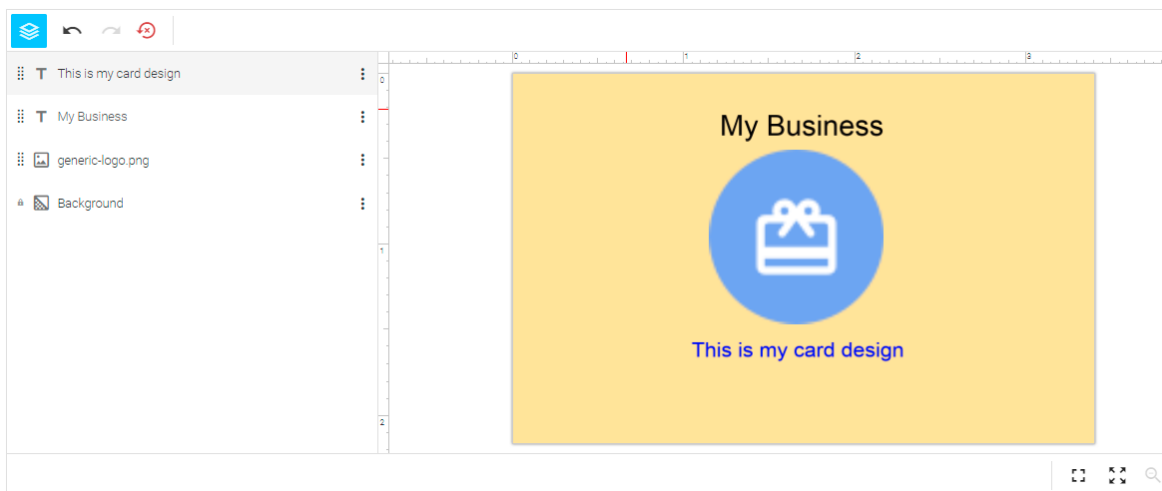 0 1 2 3
This is my card design
0
My Business
My Business
generic-logo.png
Background
1
This is my card design
2